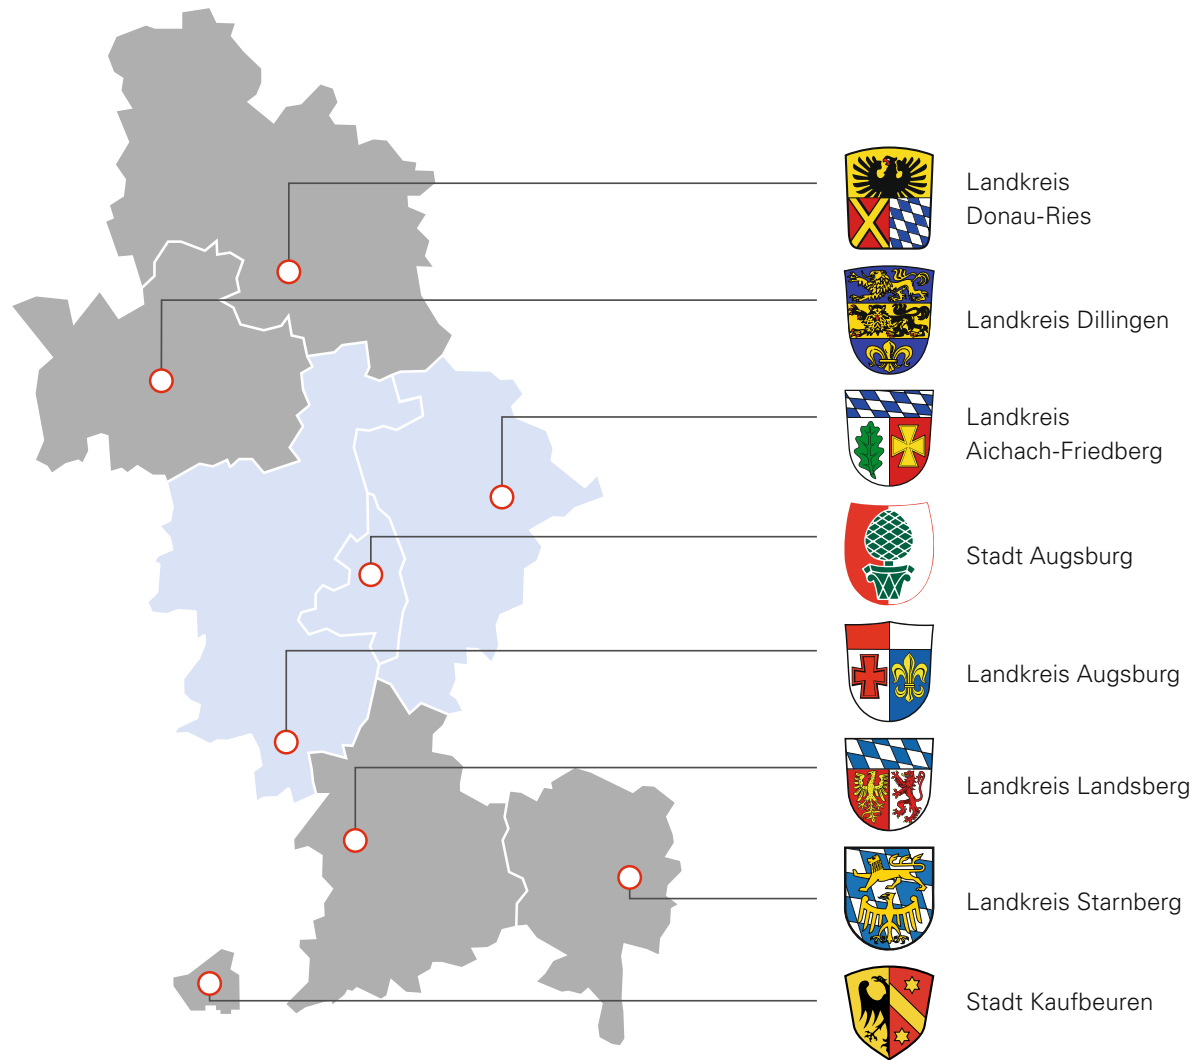 Landkreis
Donau-Ries
Landkreis Dillingen
Landkreis
Aichach-Friedberg
Stadt Augsburg
Landkreis Augsburg
Landkreis Landsberg
Landkreis Starnberg
Stadt Kaufbeuren